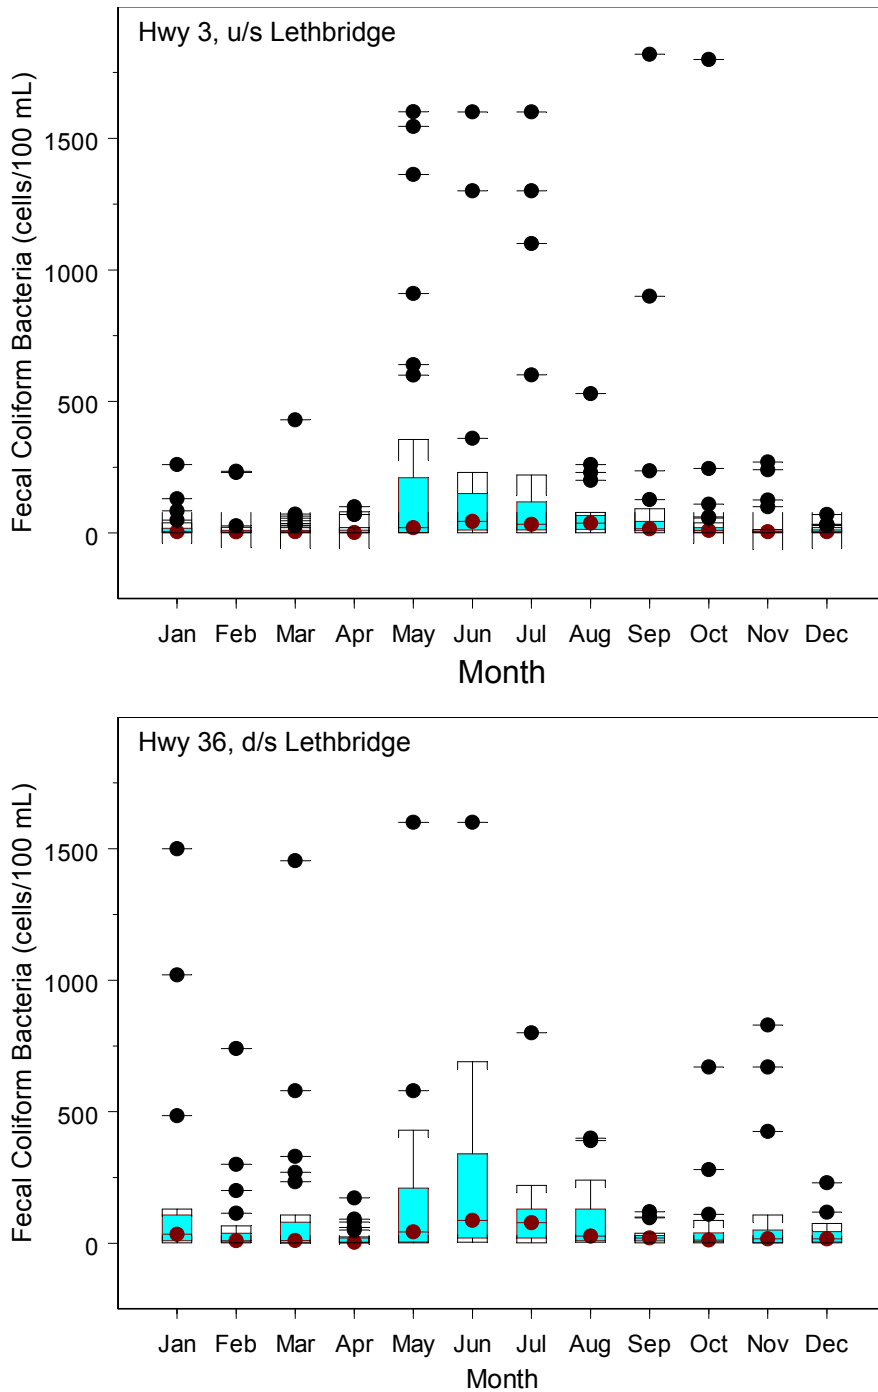 Hwy 3, u/s Lethbridge
Fecal Coliform Bacteria (cells/100 mL)
1500
1000
500
0
Jan Feb Mar Apr May Jun Jul Aug Sep Oct Nov Dec
Month
Hwy 36, d/s Lethbridge
Fecal Coliform Bacteria (cells/100 mL)
1500
1000
500
0
Jan Feb Mar Apr May Jun Jul Aug Sep Oct Nov Dec
Month